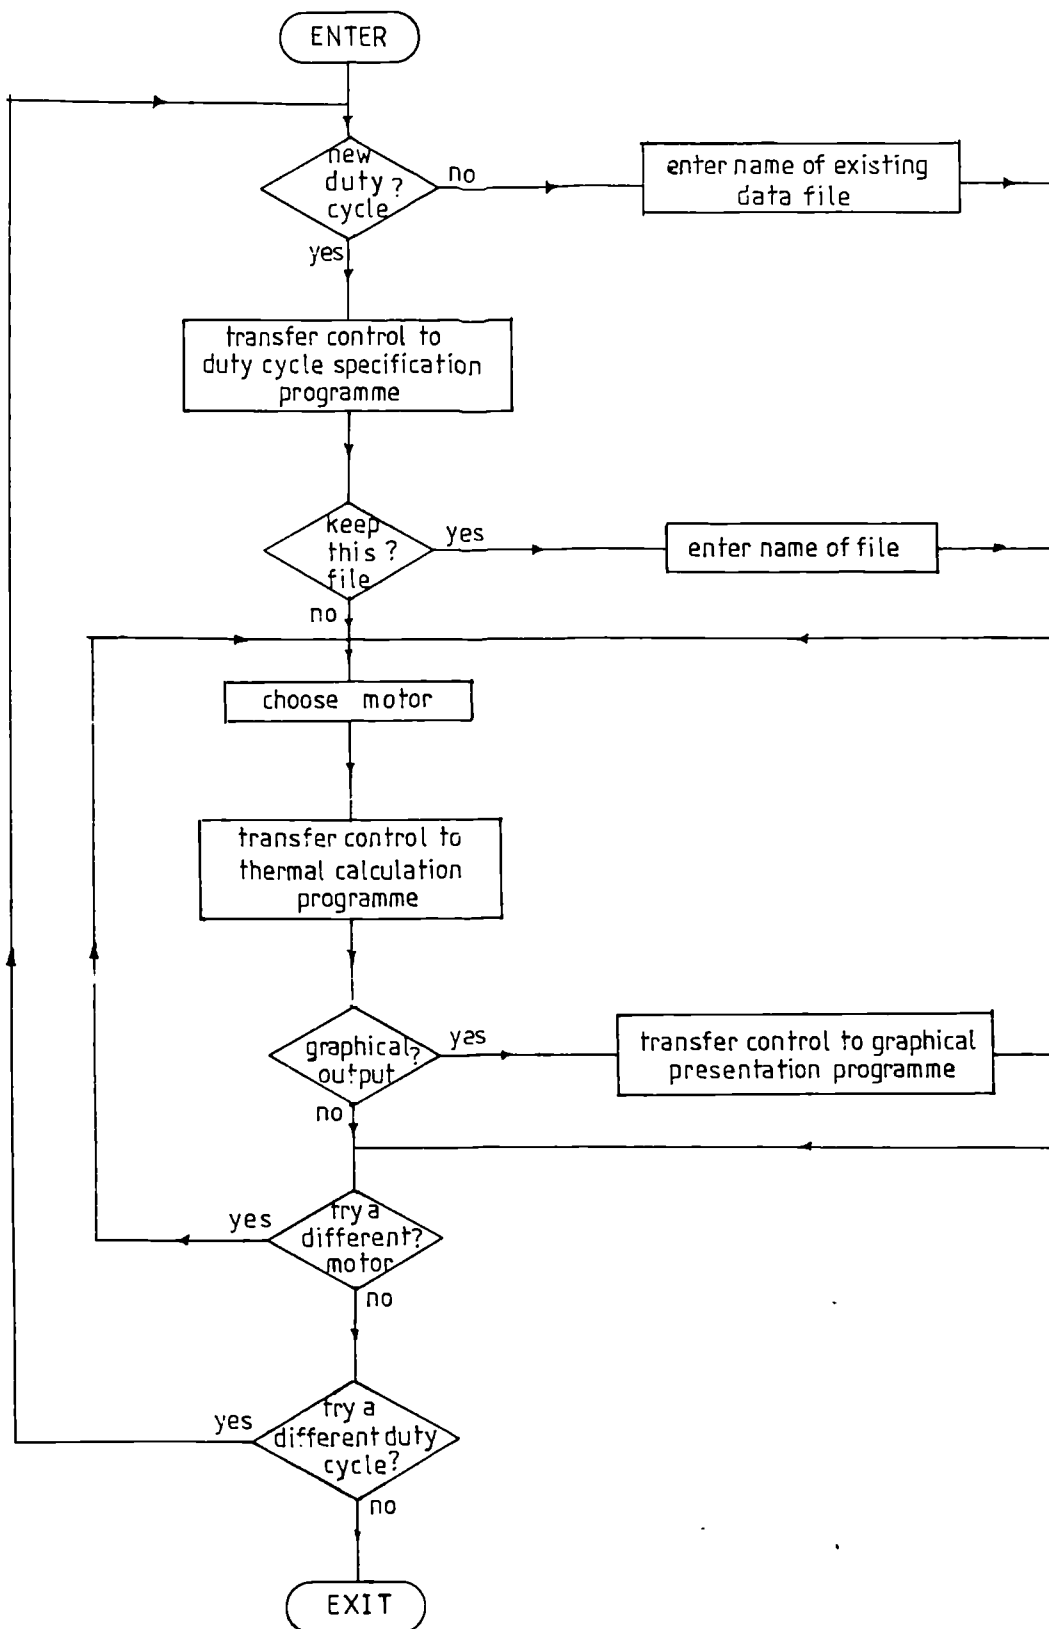 ENTER
new
duty ?
cycle
no
enter name of existing
data file
yes
transfer control to
duty cycle specification
programme
keep
this ?
file
yes
enter name of file
no
choose motor
transfer control to
thermal calculation
programme
graphical?
output
yes
transfer control to graphical
presentation programme
no
try a
different?
motor
yes
no
try a
different duty
cycle?
yes
no
EXIT